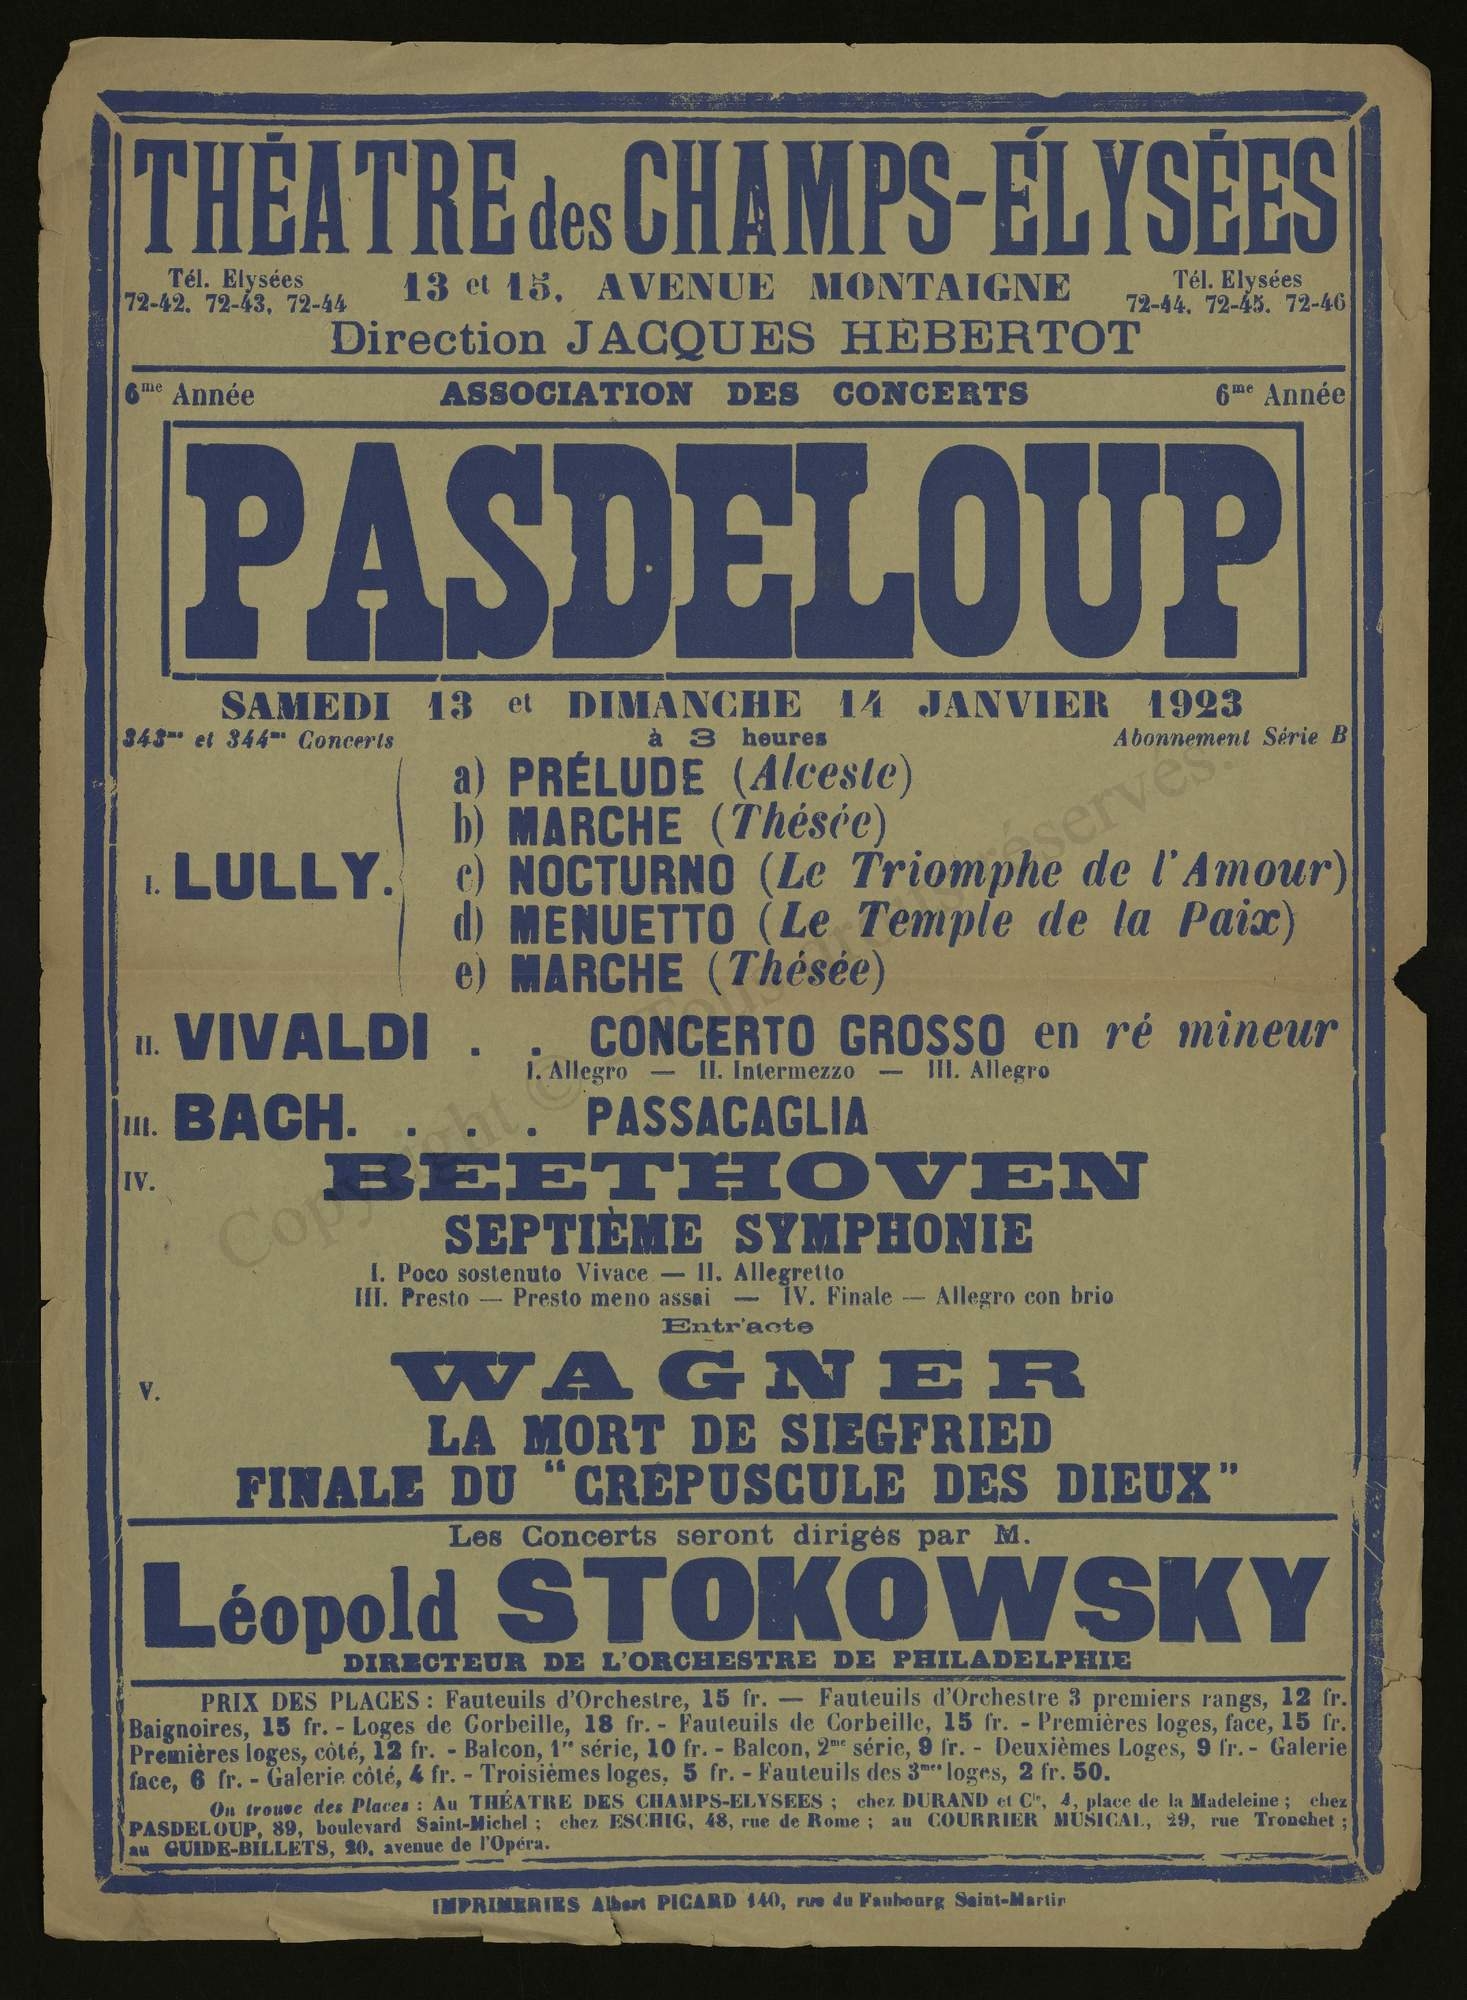 THÉATRE des CHAMPS-ÉLYSÉES
Tél. Elysées
72-42. 72-43, 72-44
13 et 15, AVENUE MONTAIGNE
Tél. Elysées
72-44. 72-45. 72-46
Direction JACQUES HEBERTOT
6me Année
ASSOCIATION DES CONCERTS
6me Année
PASDELOUP
SAMEDI 13 et DIMANCHE 14 JANVIER 1923
343me et 344me Concerts
à 3 heures
Abonnement Série B
I. LULLY.
a) PRÉLUDE (Alceste)
b) MARCHE (Thésée)
c) NOCTURNO (Le Triomphe de l'Amour)
d) MENUETTO (Le Temple de la Paix)
e) MARCHE (Thésée)
II. VIVALDI . . CONCERTO GROSSO en ré mineur
I. Allegro — II. Intermezzo — III. Allegro
III. BACH. . . . PASSACAGLIA
IV. BEETHOVEN
SEPTIÈME SYMPHONIE
I. Poco sostenuto Vivace — II. Allegretto
III. Presto — Presto meno assai — IV. Finale — Allegro con brio
Entr'acte
V. WAGNER
LA MORT DE SIEGFRIED
FINALE DU "CRÉPUSCULE DES DIEUX"
Les Concerts seront dirigés par M.
Léopold STOKOWSKY
DIRECTEUR DE L'ORCHESTRE DE PHILADELPHIE
PRIX DES PLACES : Fauteuils d'Orchestre, 15 fr. — Fauteuils d'Orchestre 3 premiers rangs, 12 fr.
Baignoires, 15 fr. - Loges de Corbeille, 18 fr. - Fauteuils de Corbeille, 15 fr. - Premières loges, face, 15 fr.
Premières loges, côté, 12 fr. - Balcon, 1re série, 10 fr. - Balcon, 2me série, 9 fr. - Deuxièmes Loges, 9 fr. - Galerie
face, 6 fr. - Galerie côté, 4 fr. - Troisièmes loges, 5 fr. - Fauteuils des 3mes loges, 2 fr. 50.
On trouve des Places : Au THÉATRE DES CHAMPS-ELYSEES ; chez DURAND et Cie, 4, place de la Madeleine ; chez
PASDELOUP, 89, boulevard Saint-Michel ; chez ESCHIG, 48, rue de Rome ; au COURRIER MUSICAL, 29, rue Tronchet ;
au GUIDE-BILLETS, 20, avenue de l'Opéra.
IMPRIMERIES Albert PICARD 140, rue du Faubourg Saint-Martin
Copyright © Tous droits réservés.